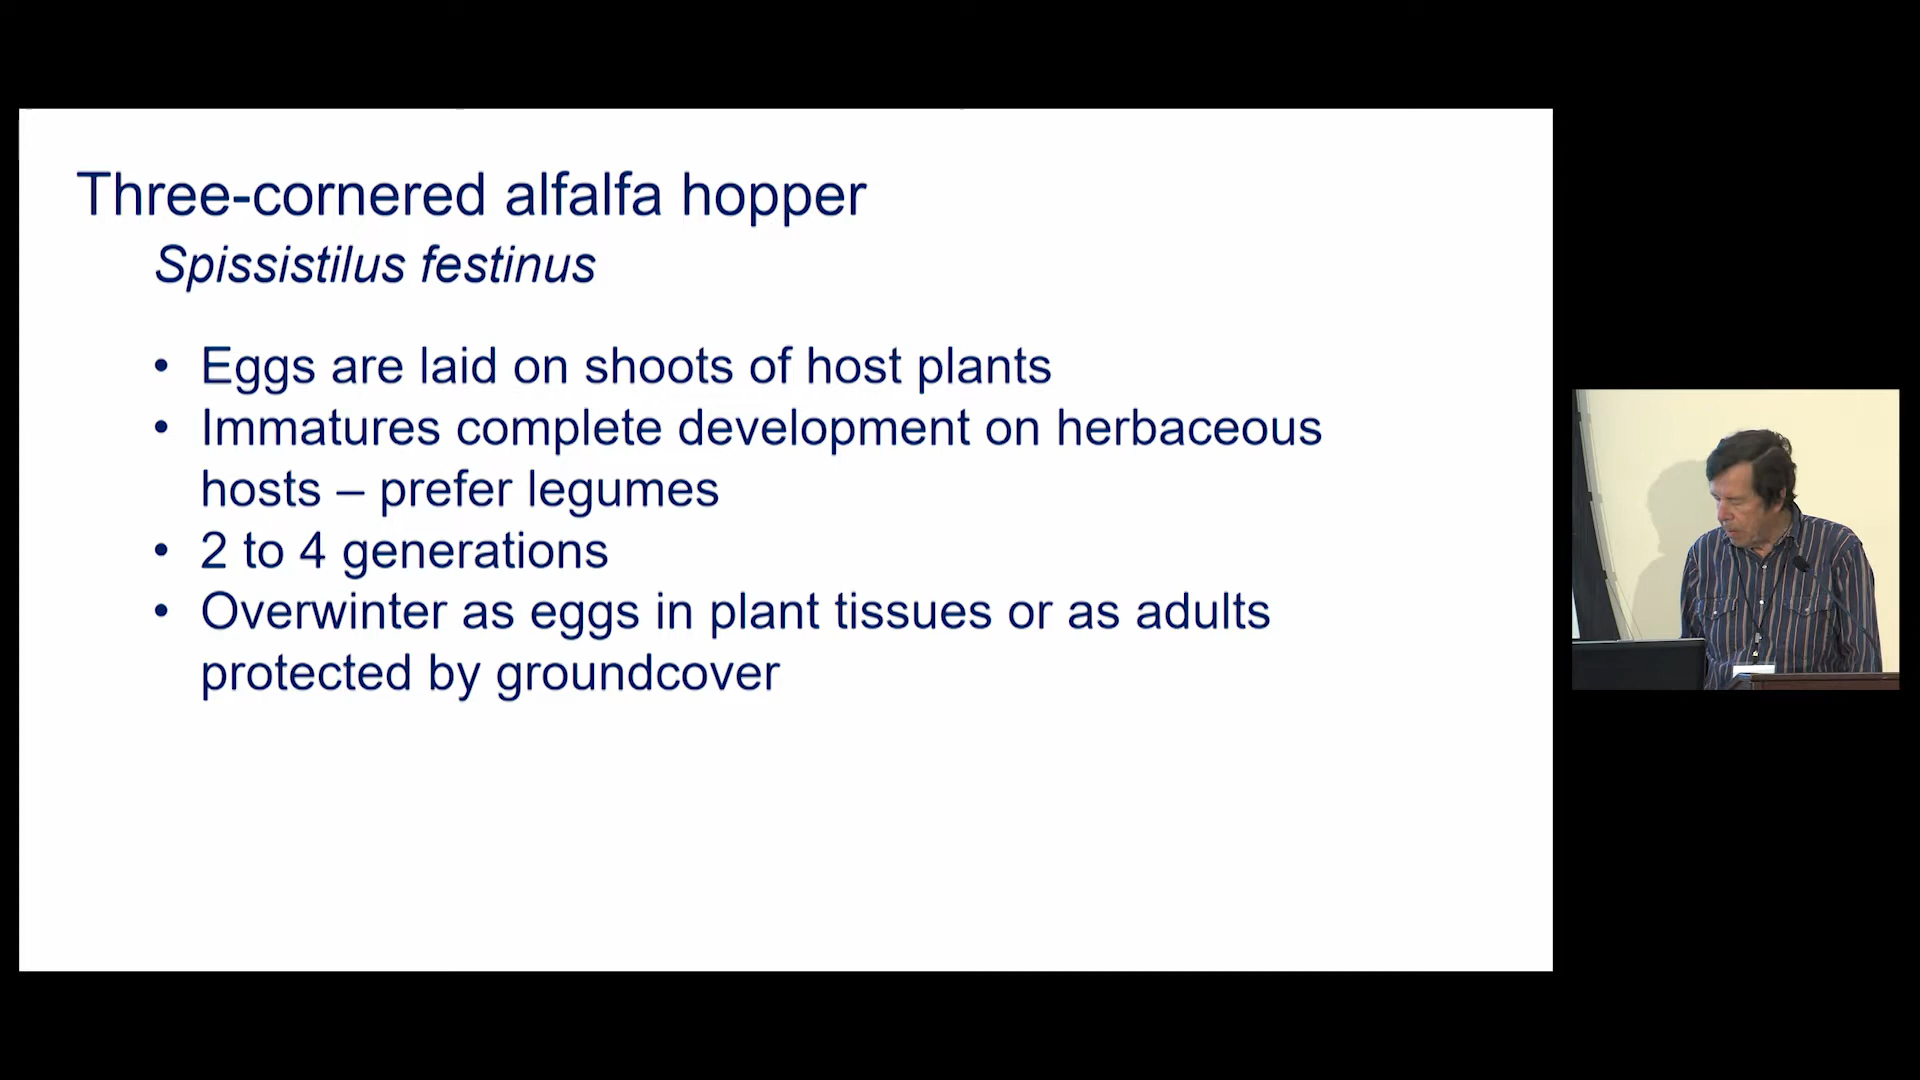 Three-cornered alfalfa hopper
Spissistilus festinus
• Eggs are laid on shoots of host plants
• Immatures complete development on herbaceous
hosts – prefer legumes
• 2 to 4 generations
• Overwinter as eggs in plant tissues or as adults
protected by groundcover